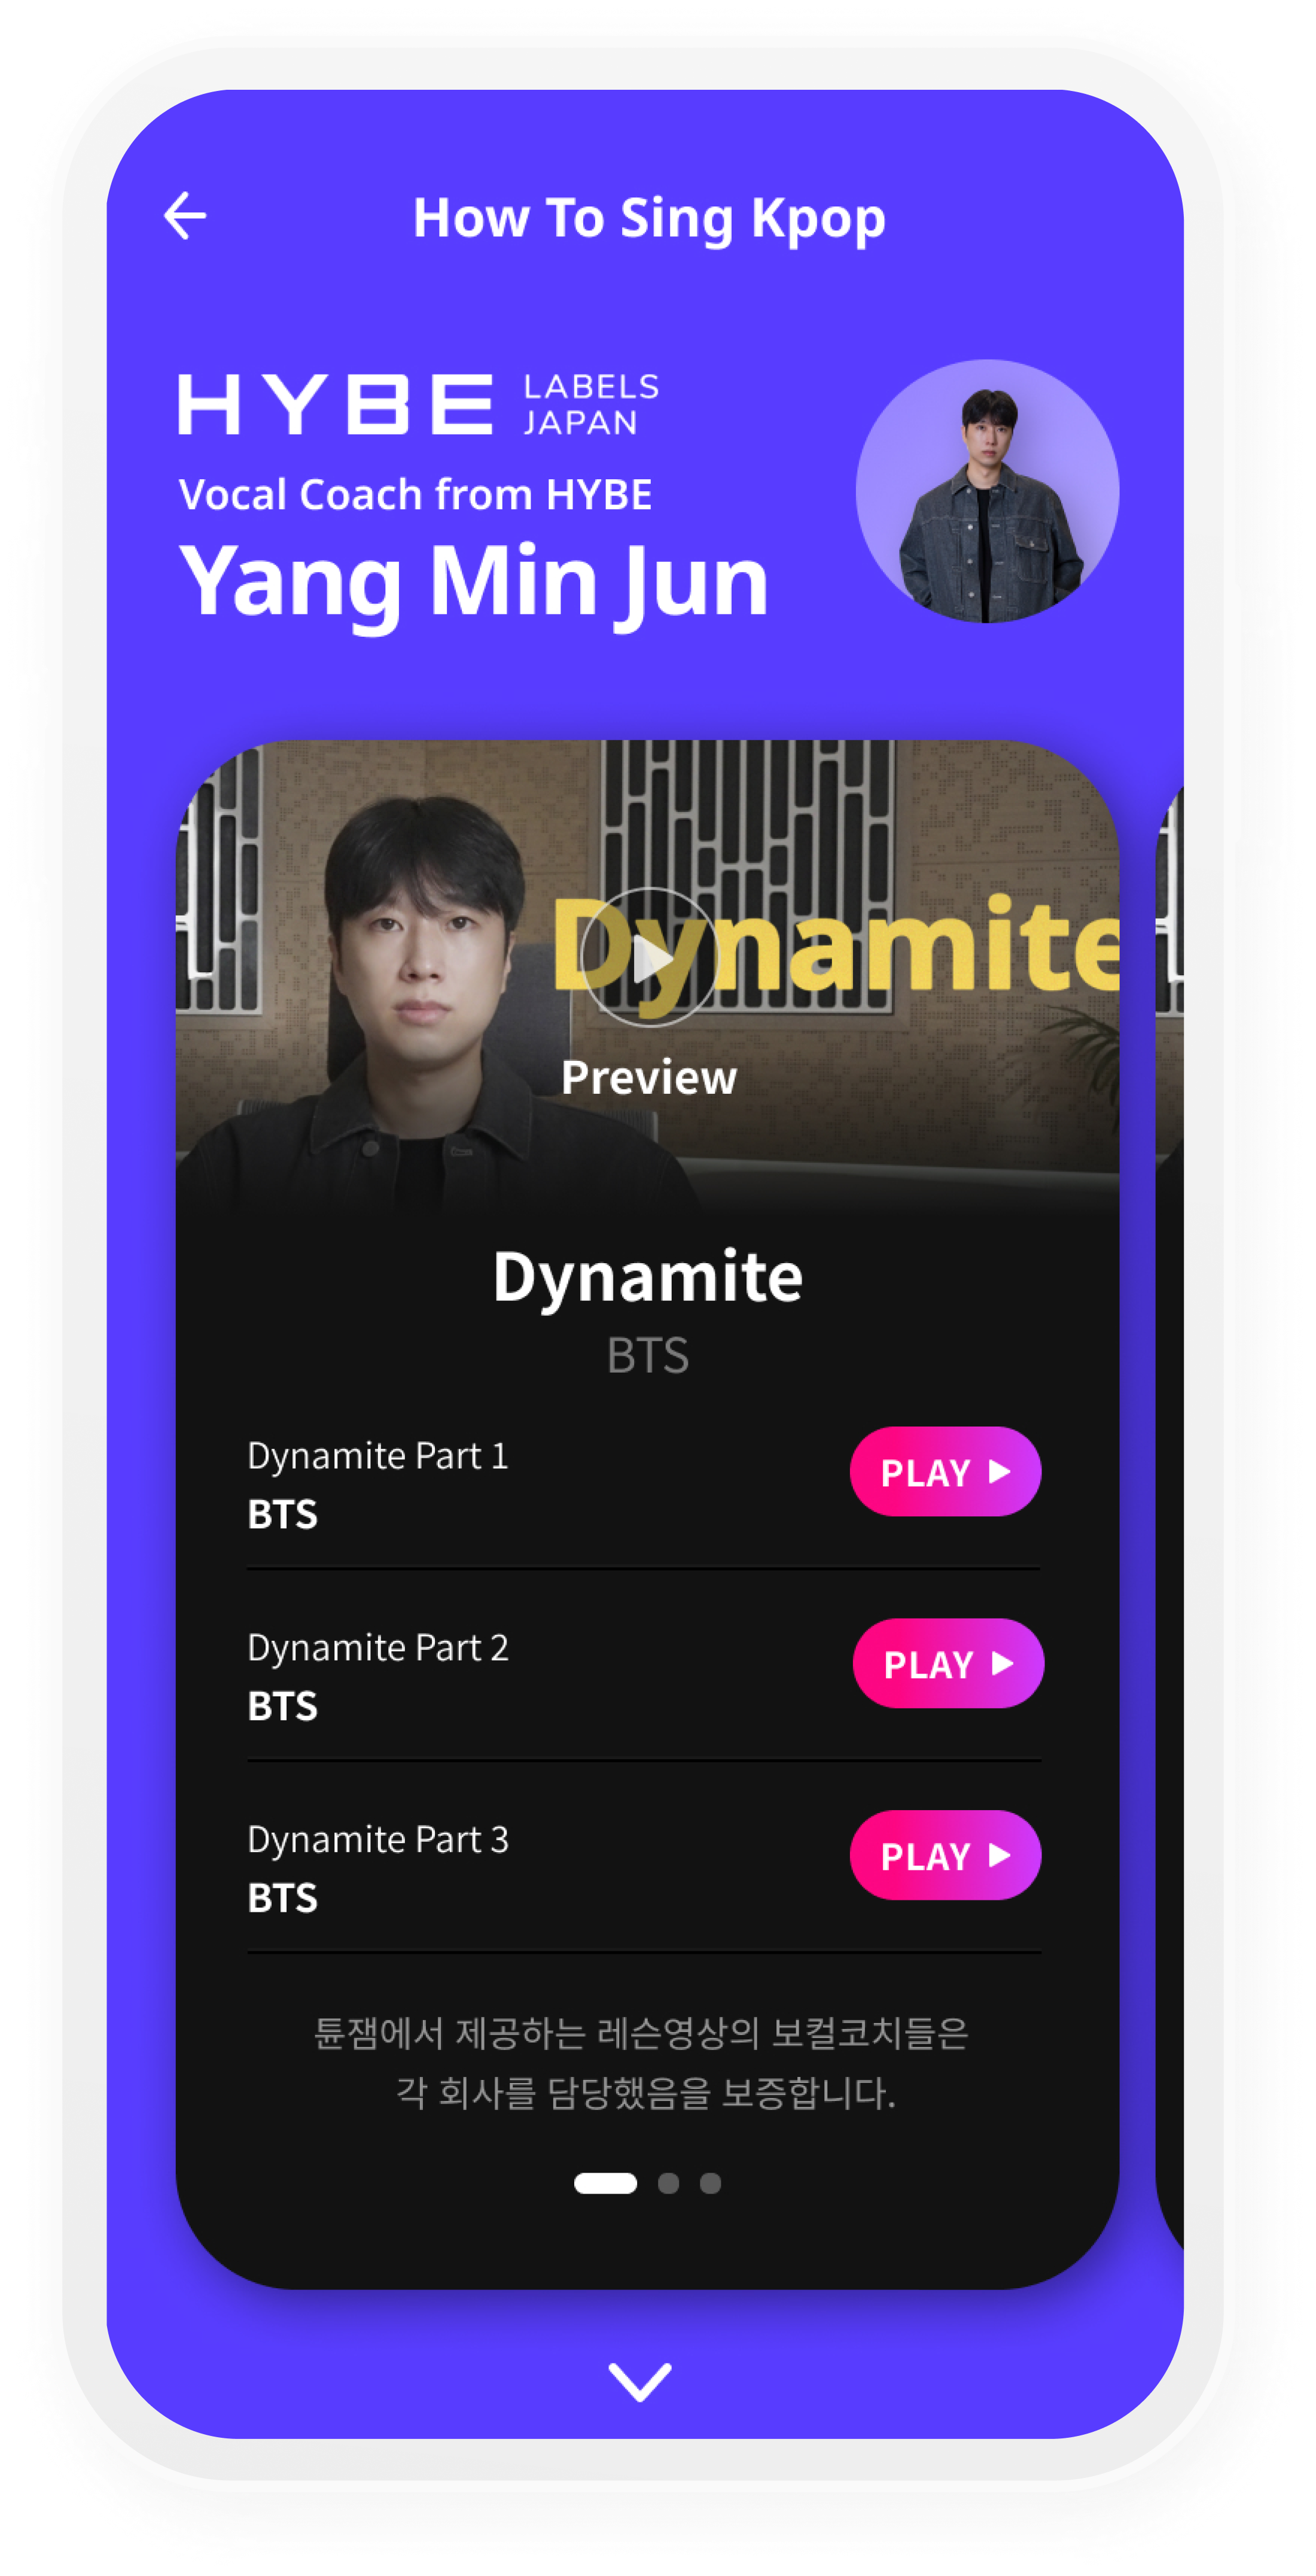 How To Sing Kpop
HYBE LABELS JAPAN
Vocal Coach from HYBE
Yang Min Jun
Dynamite
Preview
Dynamite
BTS
Dynamite Part 1
PLAY
BTS
Dynamite Part 2
PLAY
BTS
Dynamite Part 3
PLAY
BTS
튠잼에서 제공하는 레슨영상의 보컬코치들은
각 회사를 담당했음을 보증합니다.